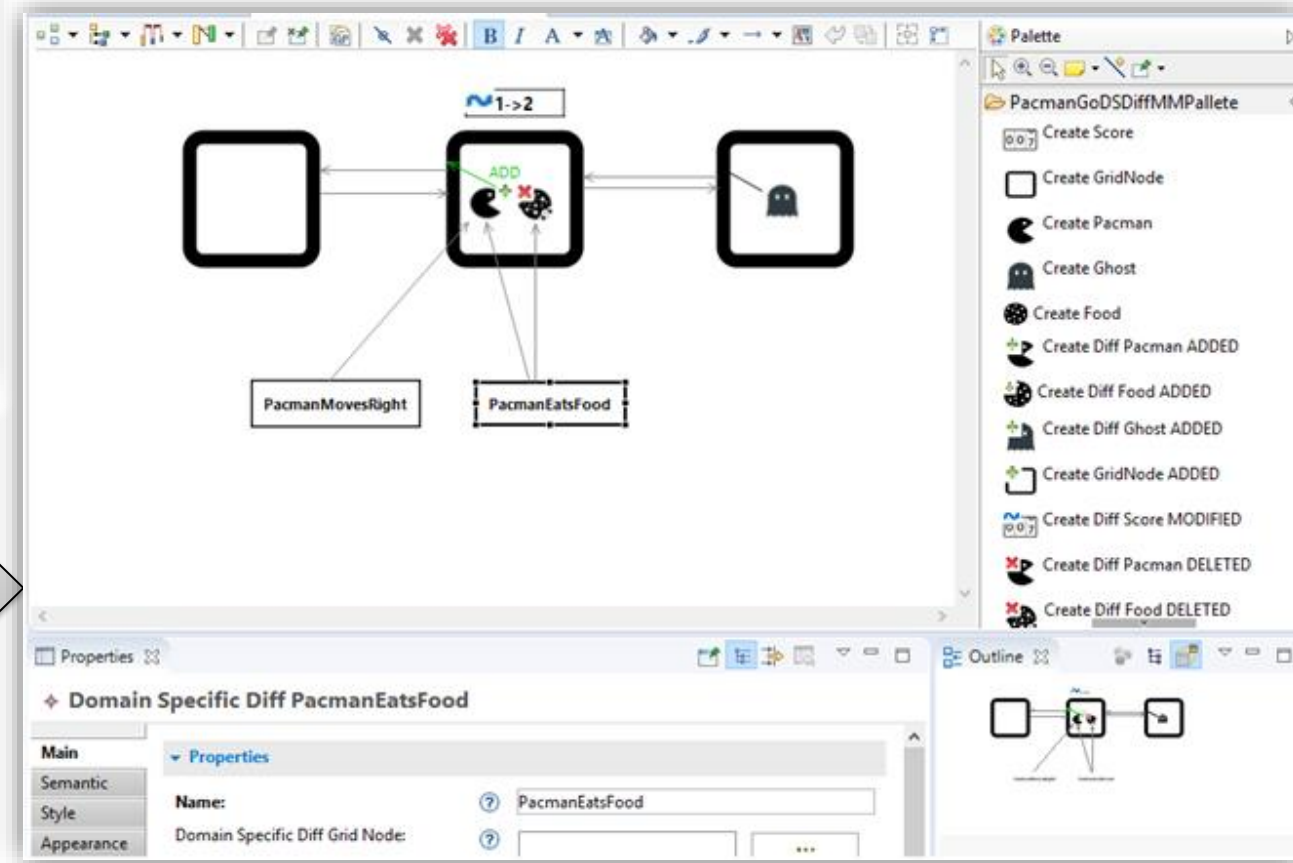 B I A
Palette
PacmanGoDSDiffMMPallete
Create Score
Create GridNode
Create Pacman
Create Ghost
Create Food
Create Diff Pacman ADDED
Create Diff Food ADDED
Create Diff Ghost ADDED
Create GridNode ADDED
Create Diff Score MODIFIED
Create Diff Pacman DELETED
Create Diff Food DELETED
1->2
ADD
PacmanMovesRight
PacmanEatsFood
Properties
Domain Specific Diff PacmanEatsFood
Main
Semantic
Style
Appearance
Properties
Name:
PacmanEatsFood
Domain Specific Diff Grid Node:
...
Outline